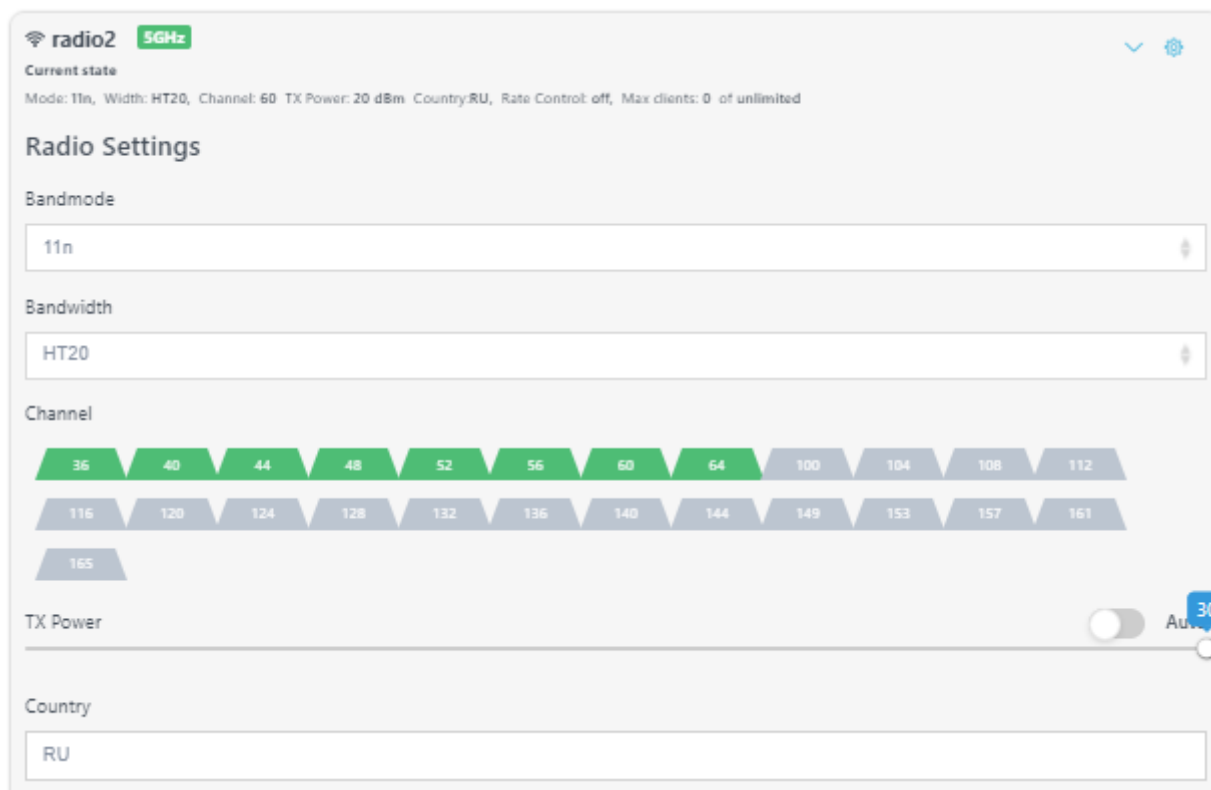 radio2 5GHz
Current state
Mode: 11n, Width: HT20, Channel: 60 TX Power: 20 dBm Country:RU, Rate Control: off, Max clients: 0 of unlimited
Radio Settings
Bandmode
11n
Bandwidth
HT20
Channel
36 40 44 48 52 56 60 64 100 104 108 112
116 120 124 128 132 136 140 144 149 153 157 161
165
TX Power
Country
RU